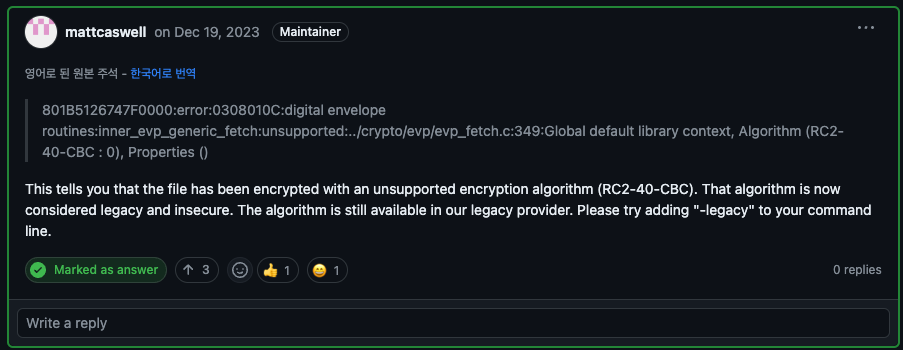 mattcaswell on Dec 19, 2023 Maintainer ...
영어로 된 원본 주석 - 한국어로 번역
801B5126747F0000:error:0308010C:digital envelope
routines:inner_evp_generic_fetch:unsupported:../crypto/evp/evp_fetch.c:349:Global default library context, Algorithm (RC2-
40-CBC : 0), Properties ()
This tells you that the file has been encrypted with an unsupported encryption algorithm (RC2-40-CBC). That algorithm is now
considered legacy and insecure. The algorithm is still available in our legacy provider. Please try adding "-legacy" to your command
line.
Marked as answer ↑ 3 👍 1 😄 1 0 replies
Write a reply